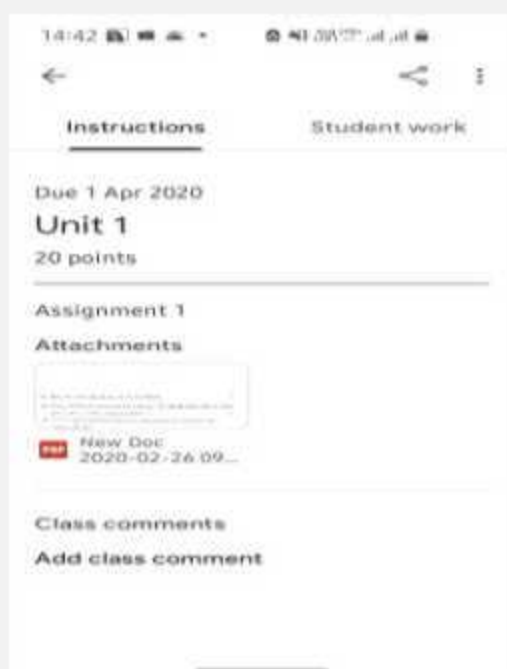 14:42
Instructions Student work
Due 1 Apr 2020
Unit 1
20 points
Assignment 1
Attachments
PDF New Doc
2020-02-26 09...
Class comments
Add class comment